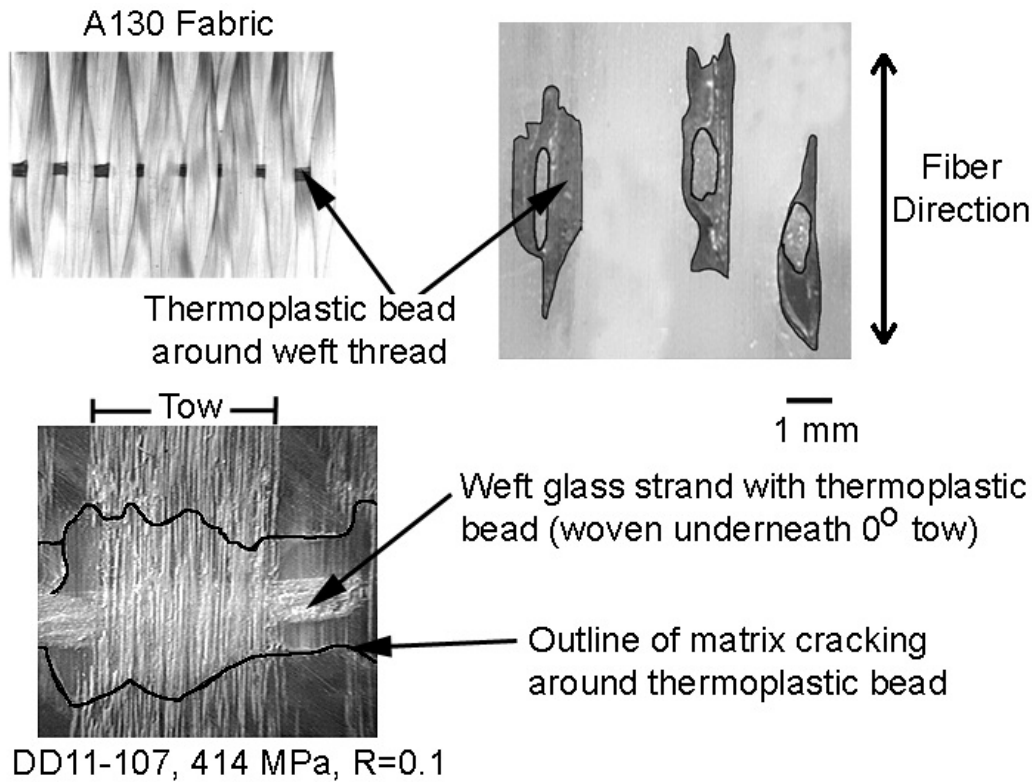 A130 Fabric
Fiber
Direction
Thermoplastic bead
around weft thread
1 mm
Tow
Weft glass strand with thermoplastic
bead (woven underneath 0° tow)
Outline of matrix cracking
around thermoplastic bead
DD11-107, 414 MPa, R=0.1